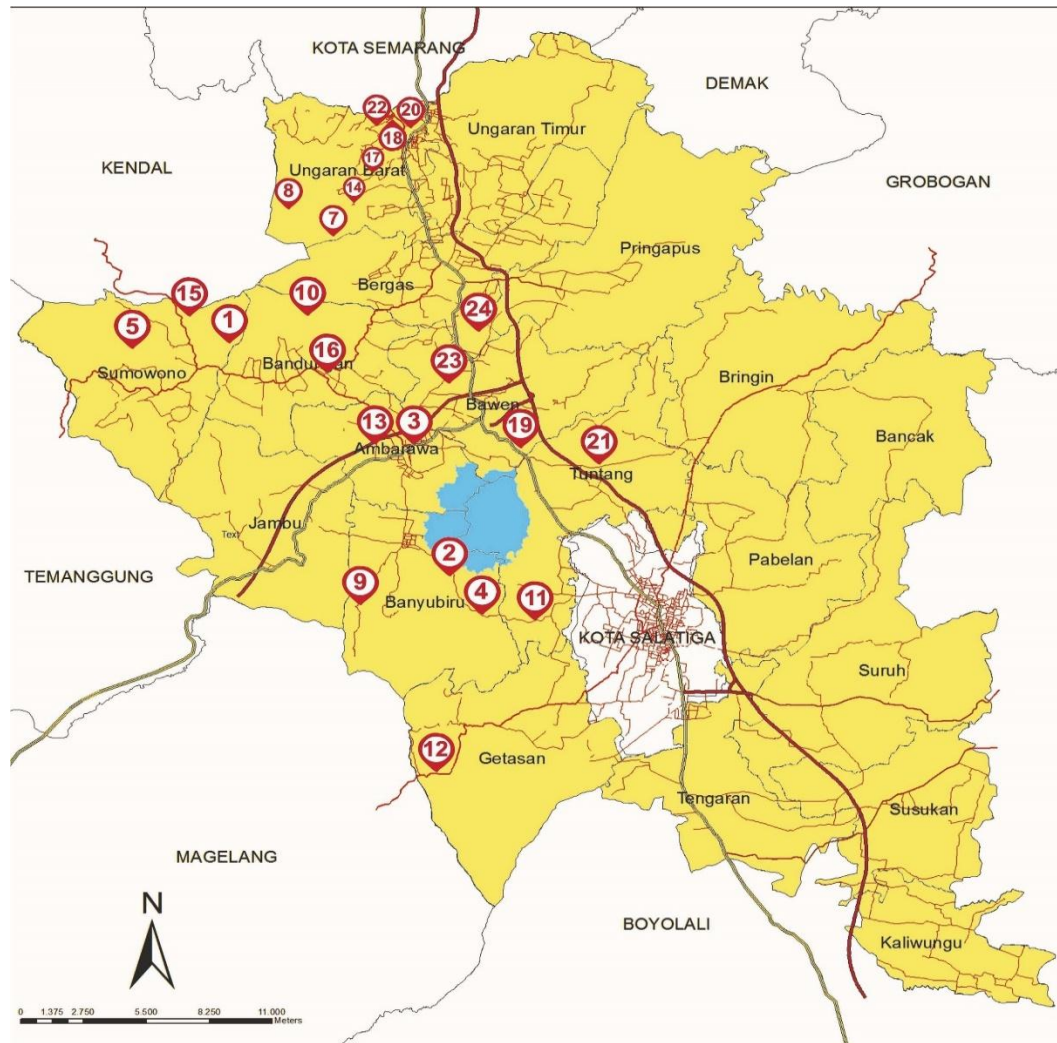 KOTA SEMARANG
DEMAK
22
20
Ungaran Timur
18
17
KENDAL
Ungaran Barat
GROBOGAN
8
14
7
Pringapus
Bergas
15
10
24
5
1
16
23
Sumowono
Bringin
Bawen
13
3
19
Bancak
Ambarawa
21
Tuntang
Jambu
Text
2
Pabelan
TEMANGGUNG
9
4
11
Banyubiru
KOTA SALATIGA
Suruh
12
Getasan
Tengaran
Susukan
MAGELANG
N
BOYOLALI
Kaliwungu
0 1.375 2.750 5.500 8.250 11.000
Meters